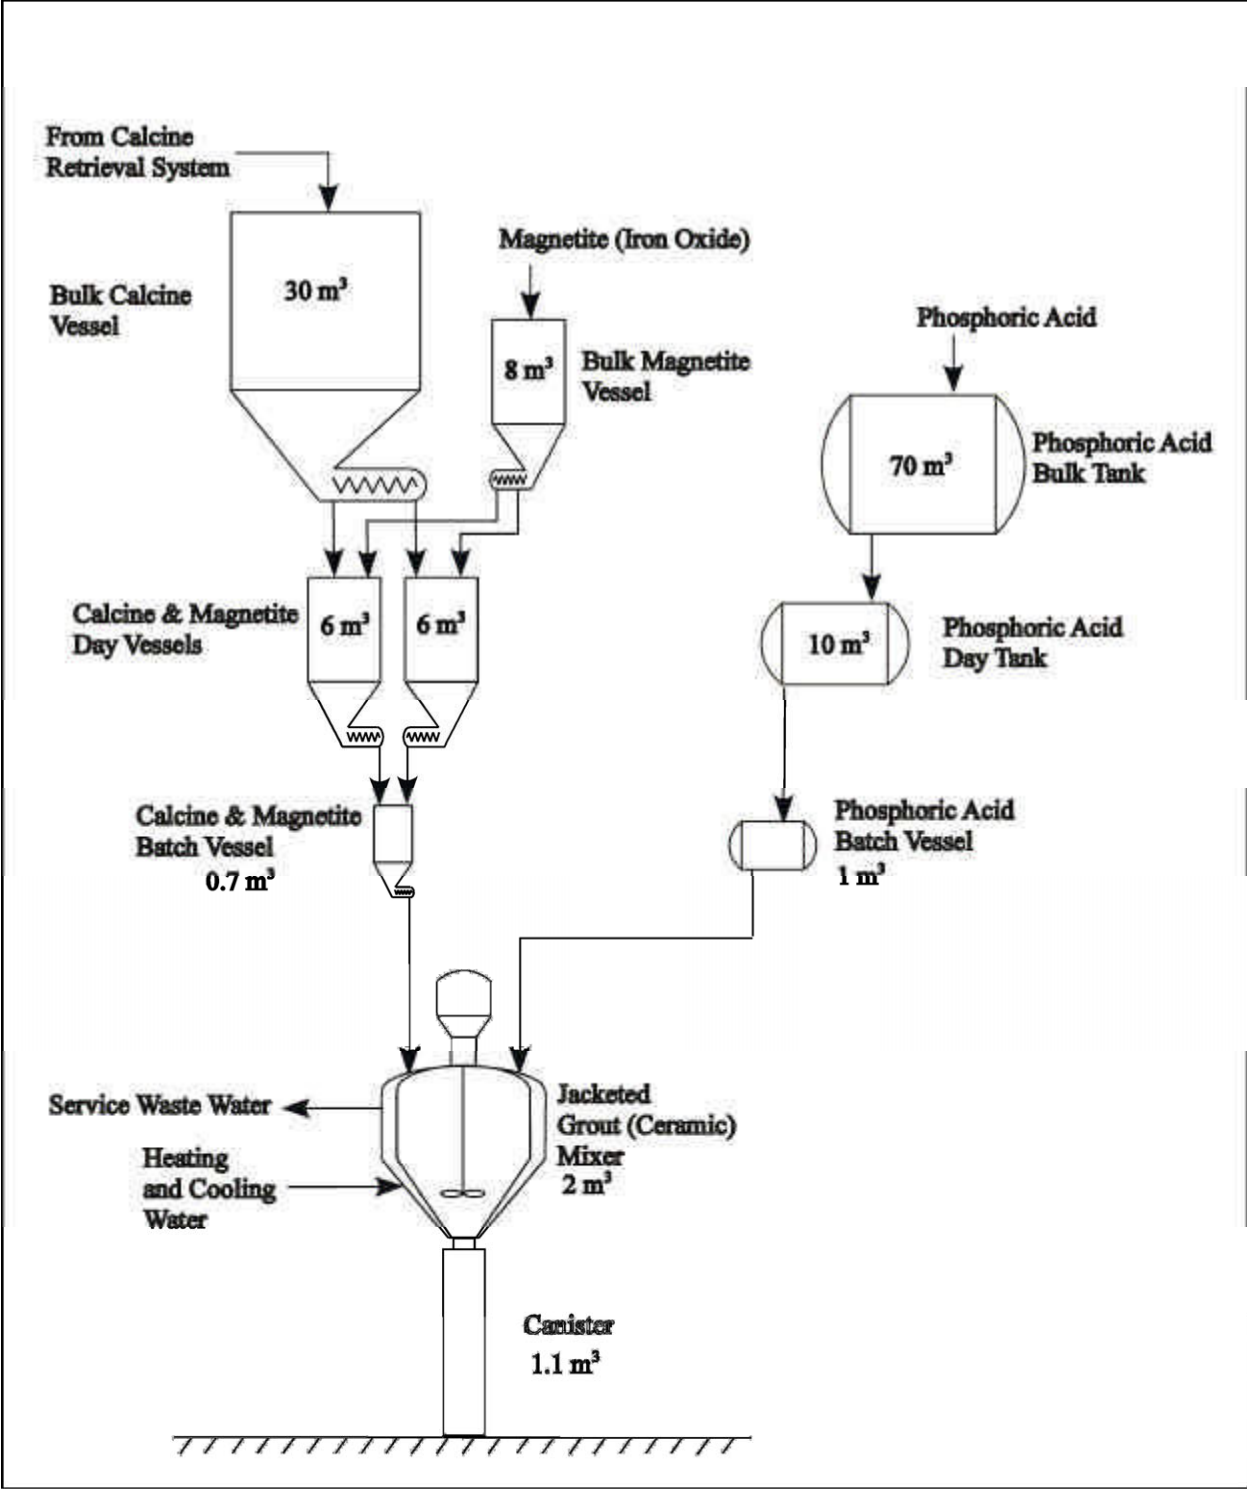 From Calcine
Retrieval System
Magnetite (Iron Oxide)
30 m³
Bulk Calcine
Vessel
Phosphoric Acid
8 m³
Bulk Magnetite
Vessel
70 m³
Phosphoric Acid
Bulk Tank
Calcine & Magnetite
Day Vessels
6 m³
6 m³
10 m³
Phosphoric Acid
Day Tank
Calcine & Magnetite
Batch Vessel
0.7 m³
Phosphoric Acid
Batch Vessel
1 m³
Service Waste Water
Jacketed
Grout (Ceramic)
Mixer
2 m³
Heating
and Cooling
Water
Canister
1.1 m³